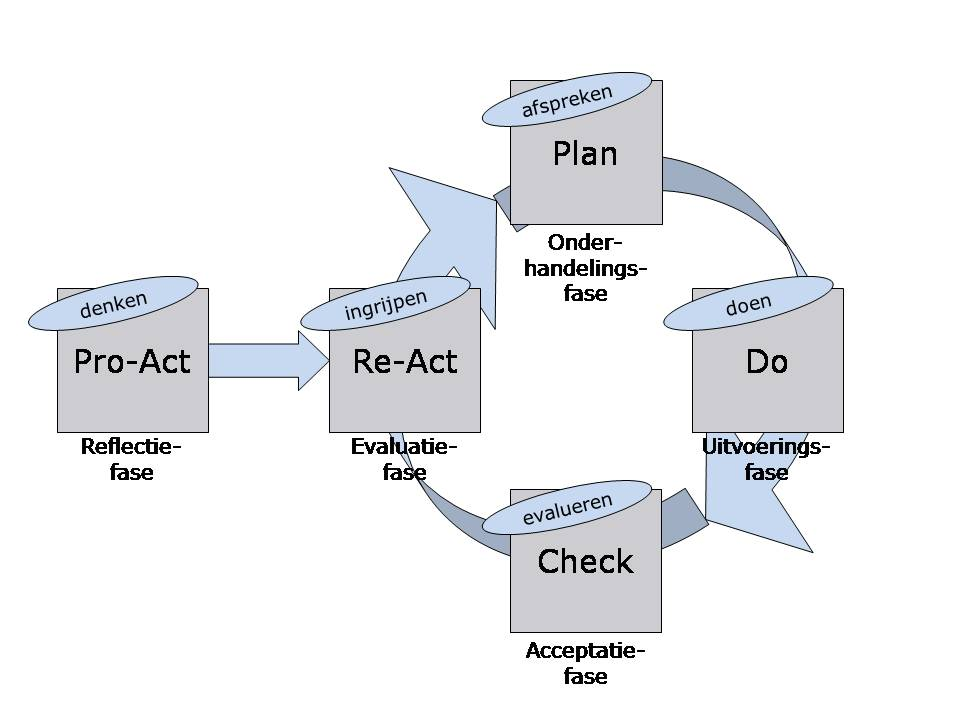 afspreken
Plan
Onder-
handelings-
fase
denken
Pro-Act
Reflectie-
fase
ingrijpen
Re-Act
Evaluatie-
fase
doen
Do
Uitvoerings-
fase
evalueren
Check
Acceptatie-
fase